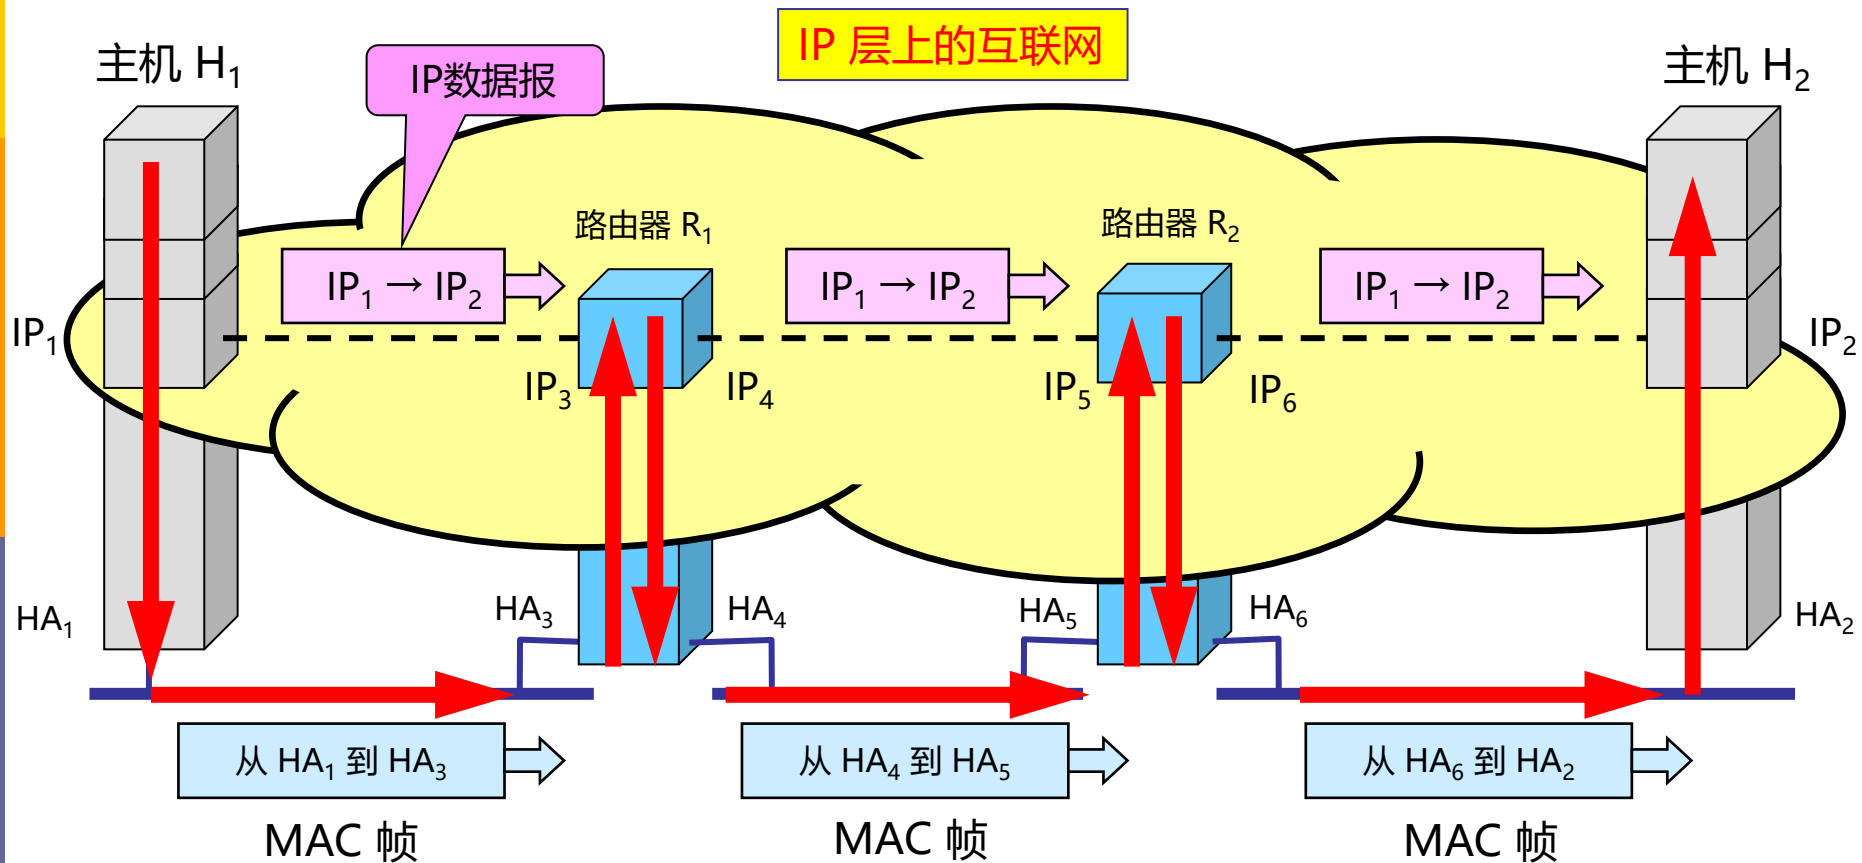 IP 层上的互联网
主机 H₁
IP数据报
主机 H₂
路由器 R₁
路由器 R₂
IP₁ → IP₂
IP₁ → IP₂
IP₁ → IP₂
IP₁
IP₃
IP₄
IP₅
IP₆
IP₂
HA₁
HA₃
HA₄
HA₅
HA₆
HA₂
从 HA₁ 到 HA₃
从 HA₄ 到 HA₅
从 HA₆ 到 HA₂
MAC 帧
MAC 帧
MAC 帧